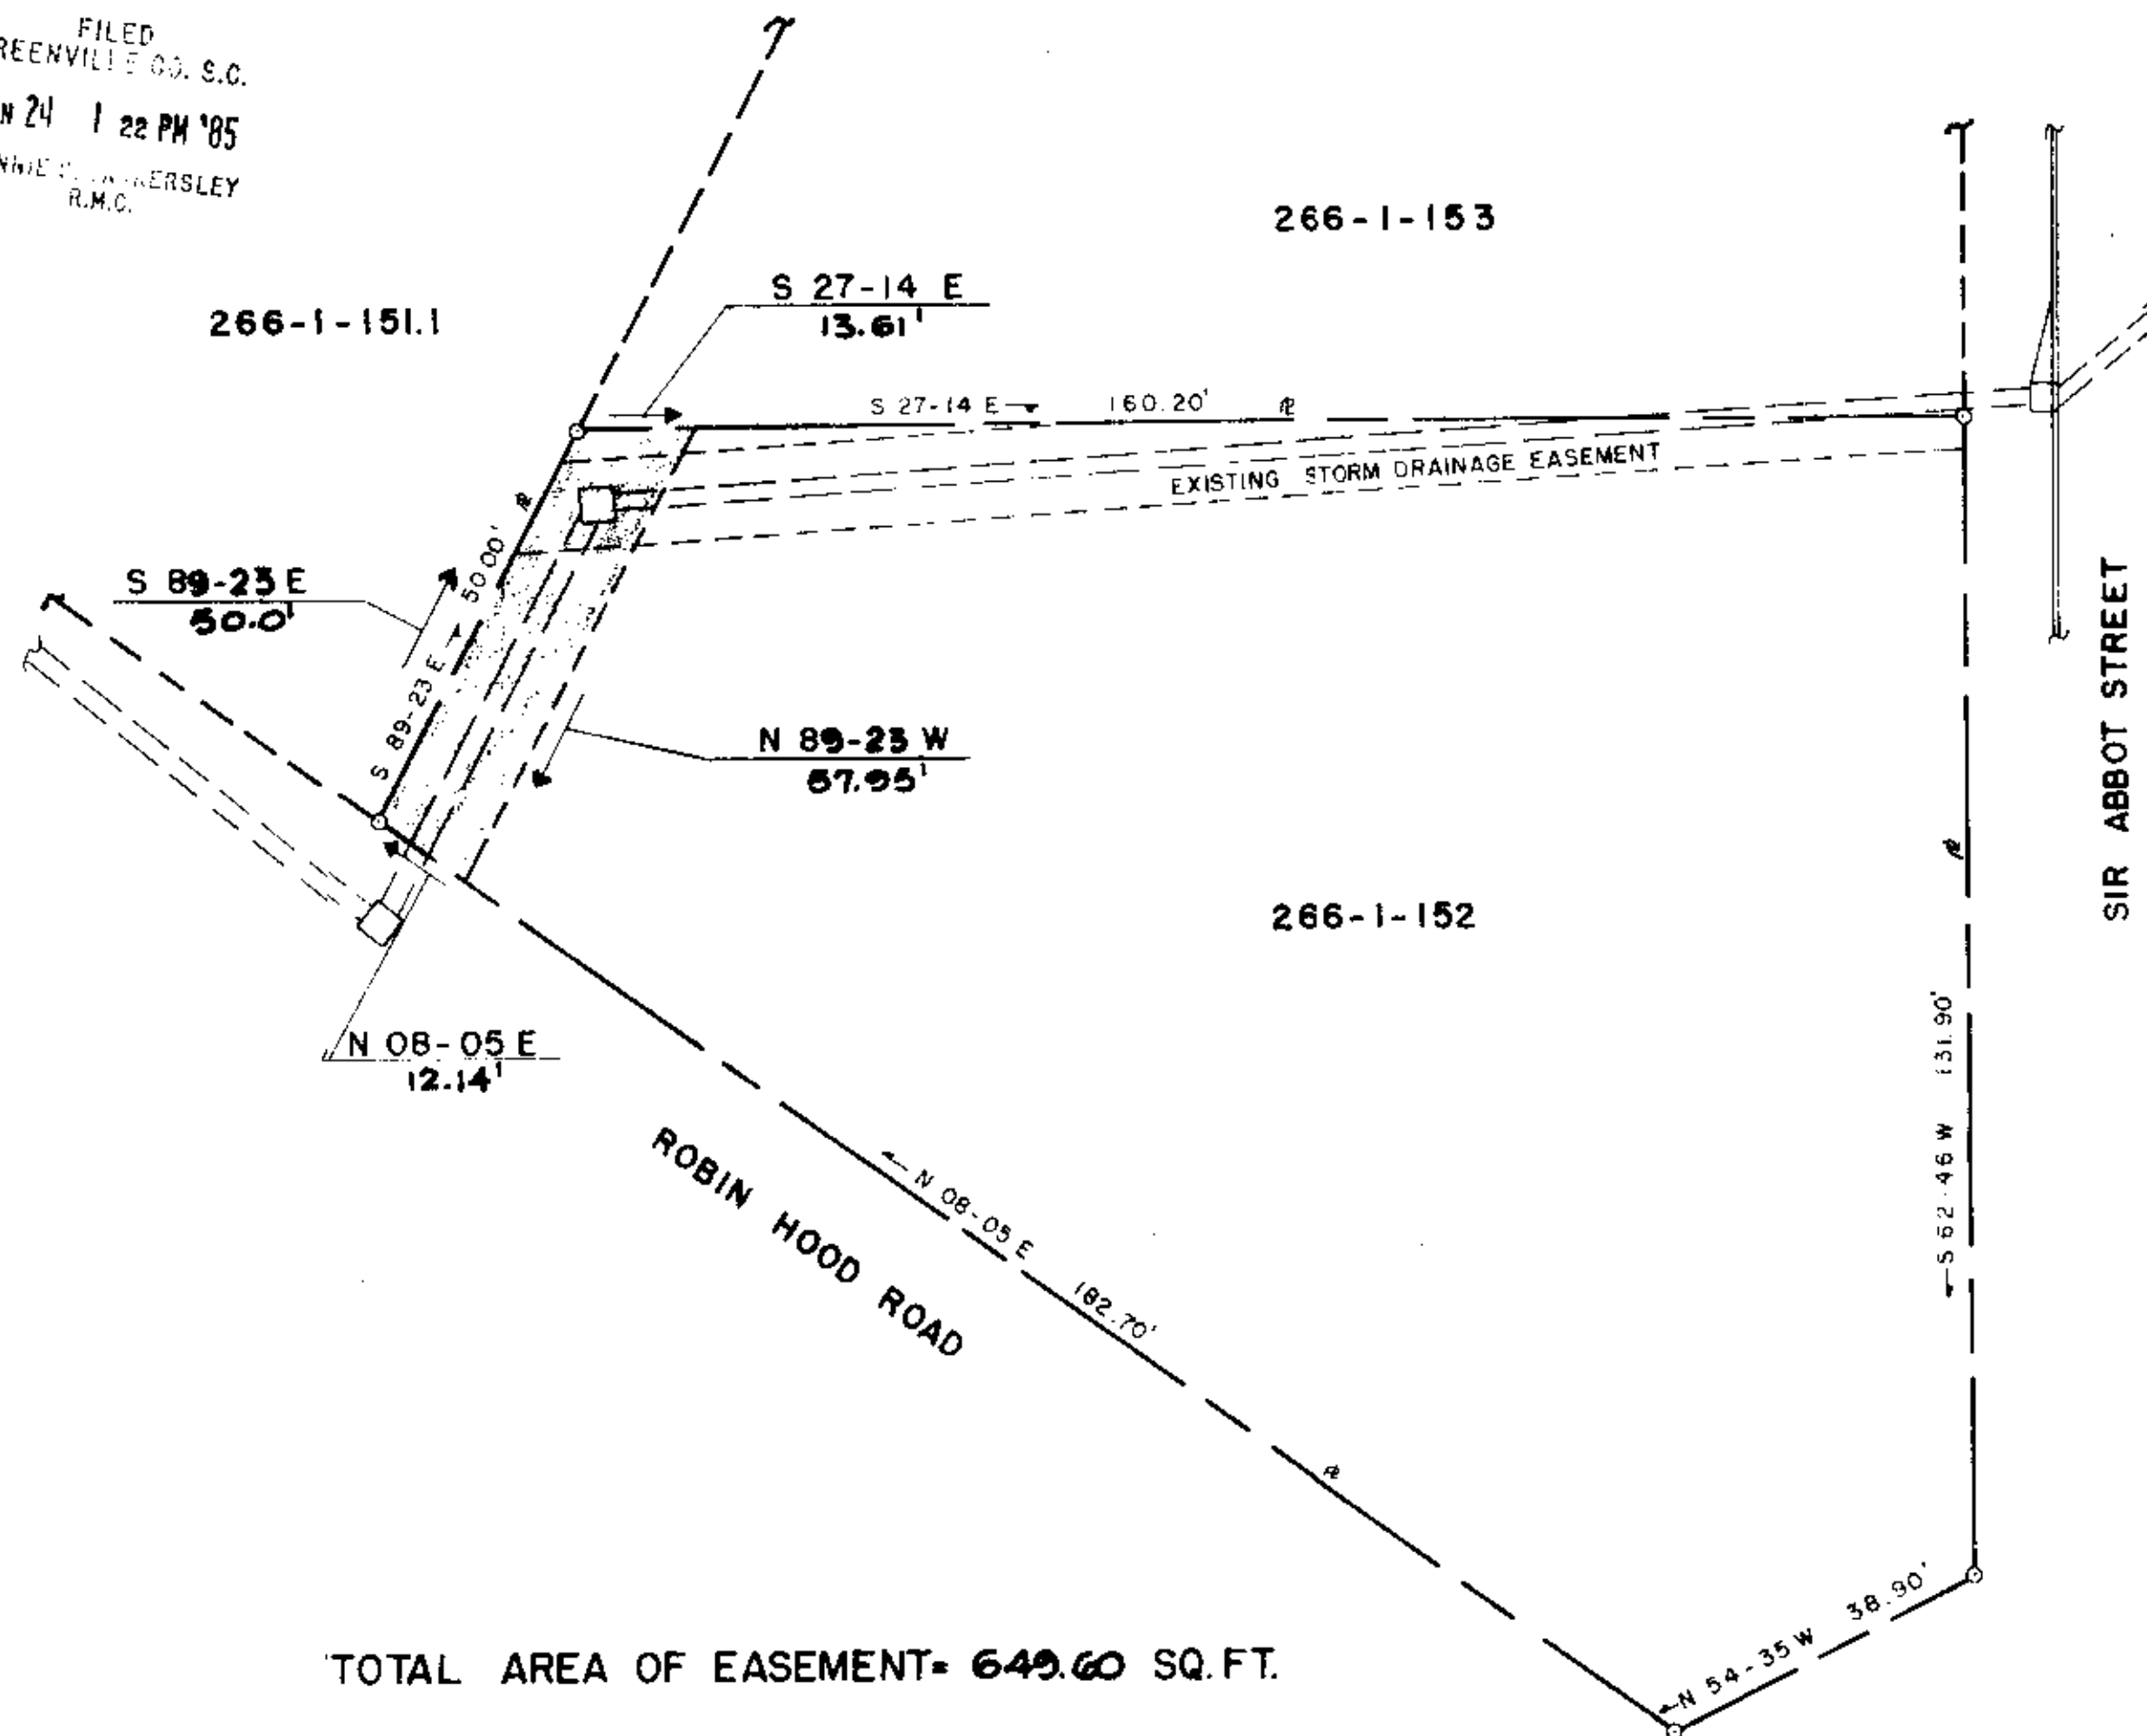 FILED
REENVILLE CO. S.C.
N 24 1 22 PM '85
ERSLEY
R.M.C.
266-1-153
266-1-151.1
S 27-14 E
13.61'
S 27-14 E 160.20'
EXISTING STORM DRAINAGE EASEMENT
S 89-23 E
50.0'
S 89-23 E 50.00'
N 89-23 W
57.95'
SIR ABBOT STREET
266-1-152
N 08-05 E
12.14'
ROBIN HOOD ROAD
N 08-05 E 182.70'
S 62-46 W 131.90'
N 54-35 W 38.90'
TOTAL AREA OF EASEMENT= 649.60 SQ. FT.